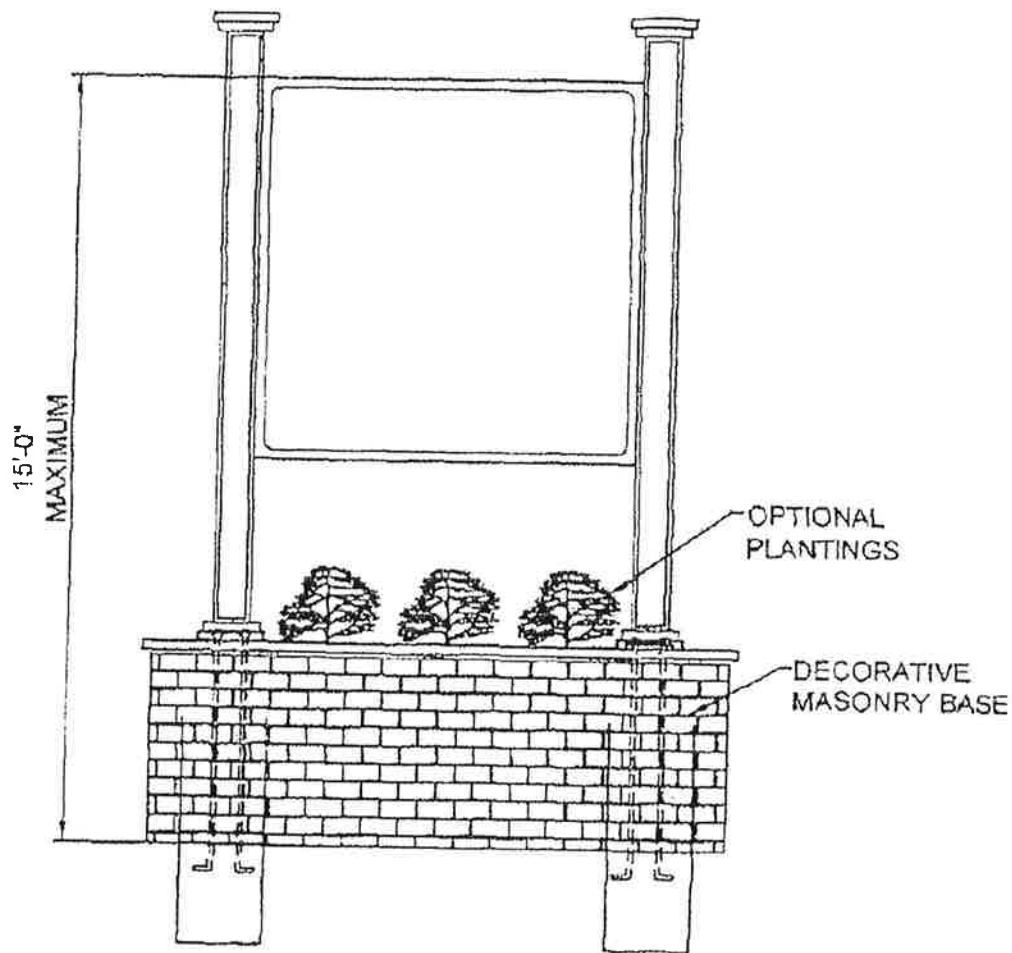 15'-0"
MAXIMUM
OPTIONAL
PLANTINGS
DECORATIVE
MASONRY BASE